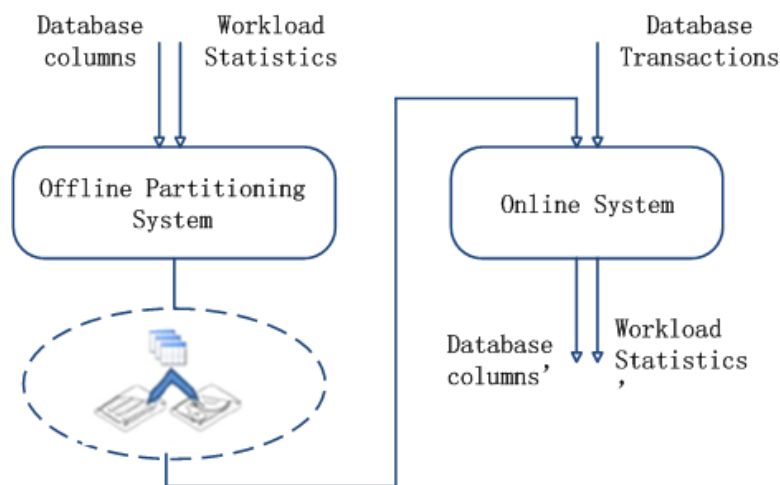 Database
columns
Workload
Statistics
Database
Transactions
Offline Partitioning
System
Online System
Database
columns’
Workload
Statistics
’